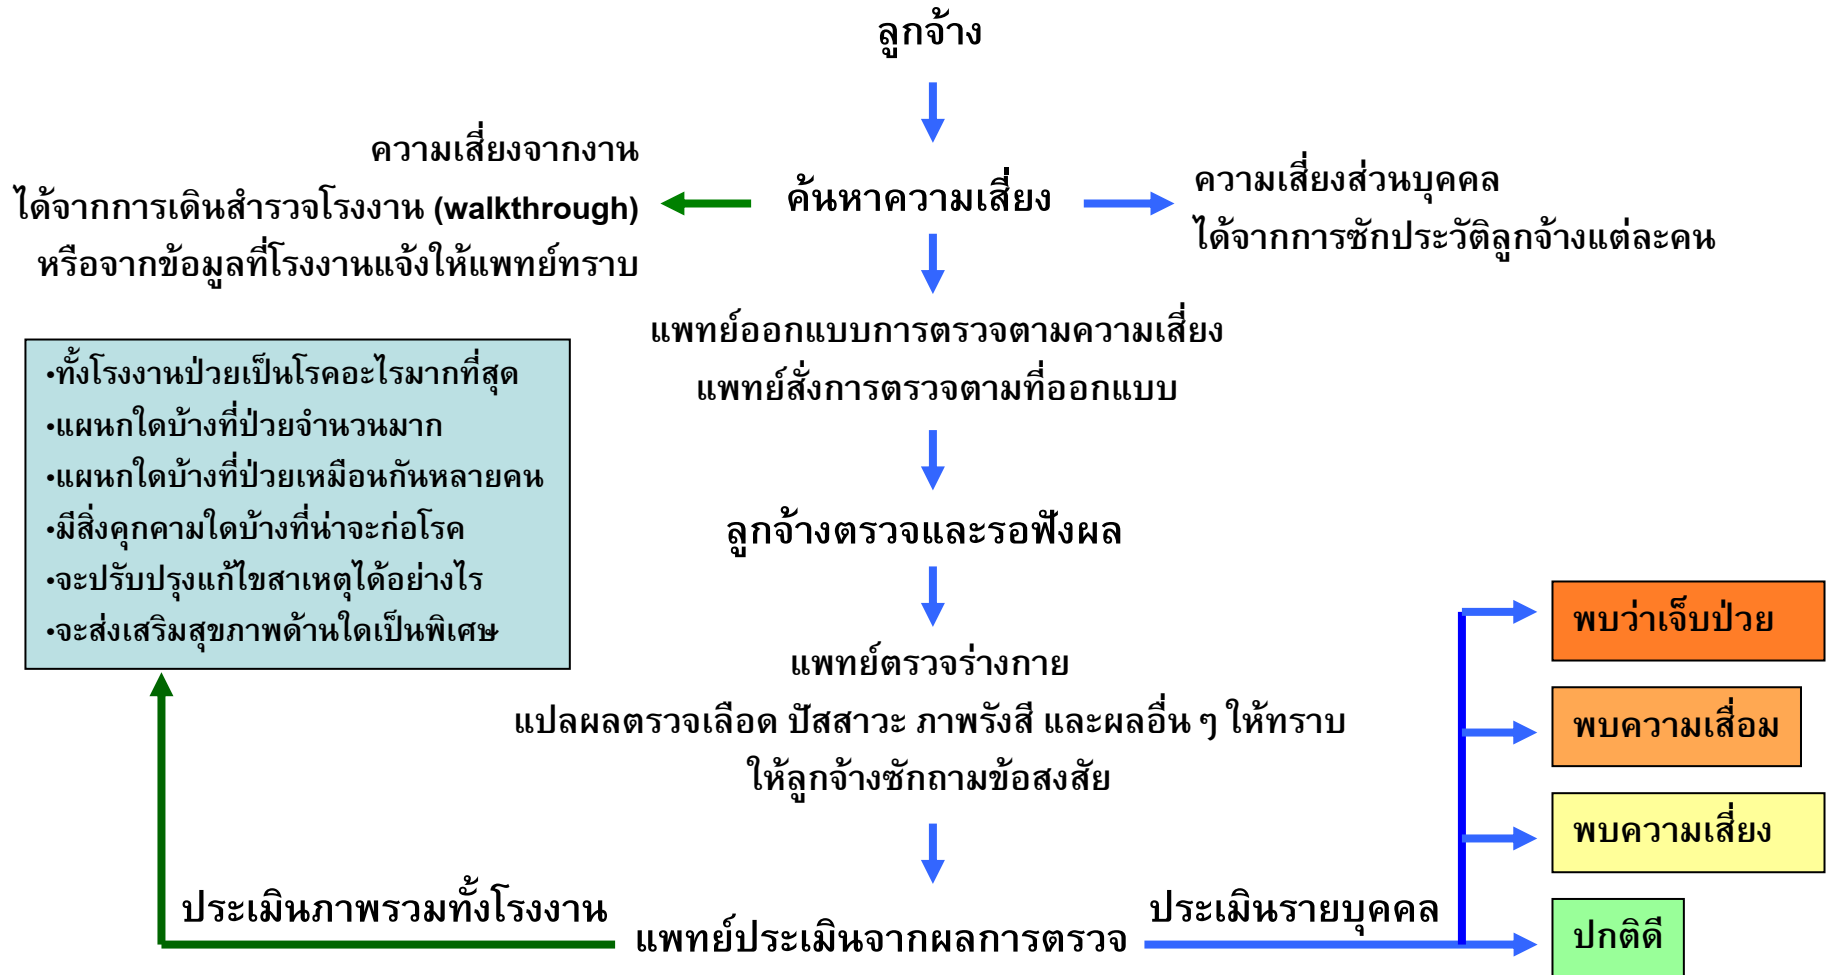 ลูกจ้าง
ความเสี่ยงจากงาน
ได้จากการเดินสำรวจโรงงาน (walkthrough)
หรือจากข้อมูลที่โรงงานแจ้งให้แพทย์ทราบ
ค้นหาความเสี่ยง
ความเสี่ยงส่วนบุคคล
ได้จากการซักประวัติลูกจ้างแต่ละคน
แพทย์ออกแบบการตรวจตามความเสี่ยง
แพทย์สั่งการตรวจตามที่ออกแบบ
•ทั้งโรงงานป่วยเป็นโรคอะไรมากที่สุด
•แผนกใดบ้างที่ป่วยจำนวนมาก
•แผนกใดบ้างที่ป่วยเหมือนกันหลายคน
•มีสิ่งคุกคามใดบ้างที่น่าจะก่อโรค
•จะปรับปรุงแก้ไขสาเหตุได้อย่างไร
•จะส่งเสริมสุขภาพด้านใดเป็นพิเศษ
ลูกจ้างตรวจและรอฟังผล
แพทย์ตรวจร่างกาย
แปลผลตรวจเลือด ปัสสาวะ ภาพรังสี และผลอื่น ๆ ให้ทราบ
ให้ลูกจ้างซักถามข้อสงสัย
พบว่าเจ็บป่วย
พบความเสื่อม
พบความเสี่ยง
ปกติดี
ประเมินภาพรวมทั้งโรงงาน
แพทย์ประเมินจากผลการตรวจ
ประเมินรายบุคคล